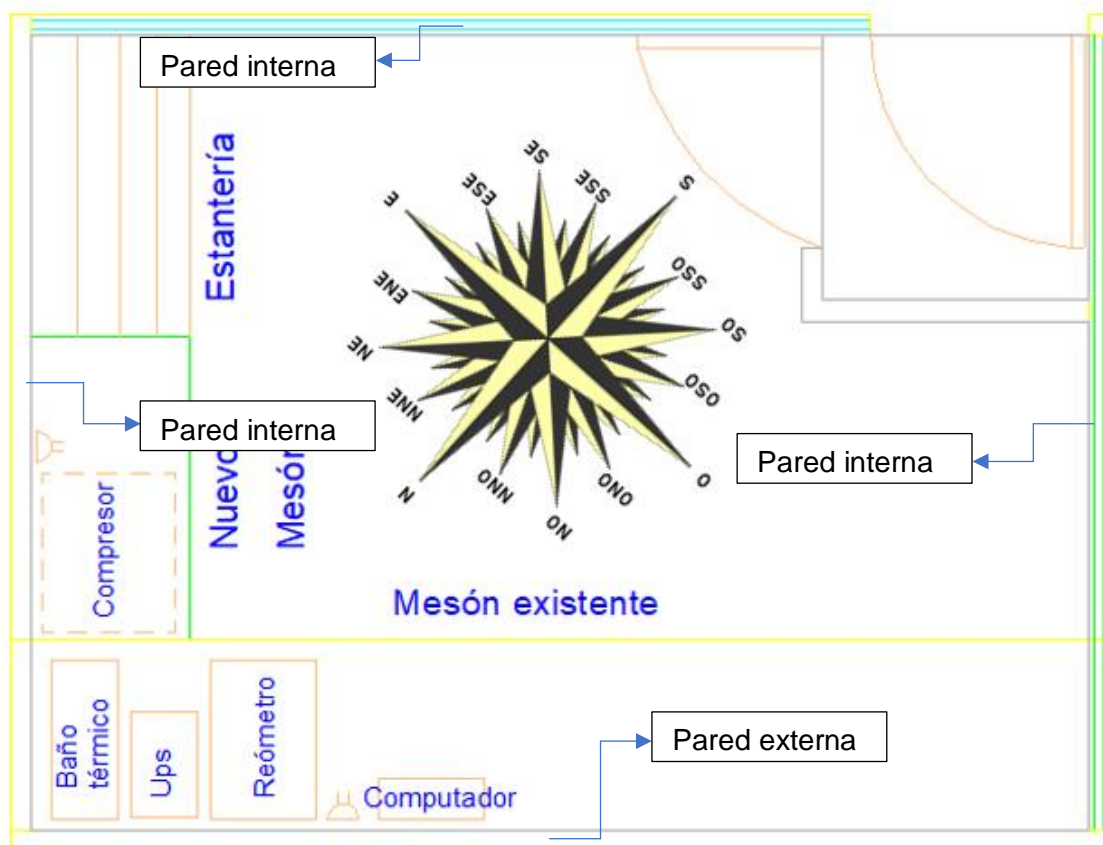 Pared interna
Estantería
SE
ESE
SSE
E
S
ENE
SSO
NE
SO
NNE
OSO
N
NNO
ONO
O
NO
Pared interna
Pared interna
Nuevo
Mesón
Compresor
Mesón existente
Baño
térmico
Ups
Reómetro
Computador
Pared externa